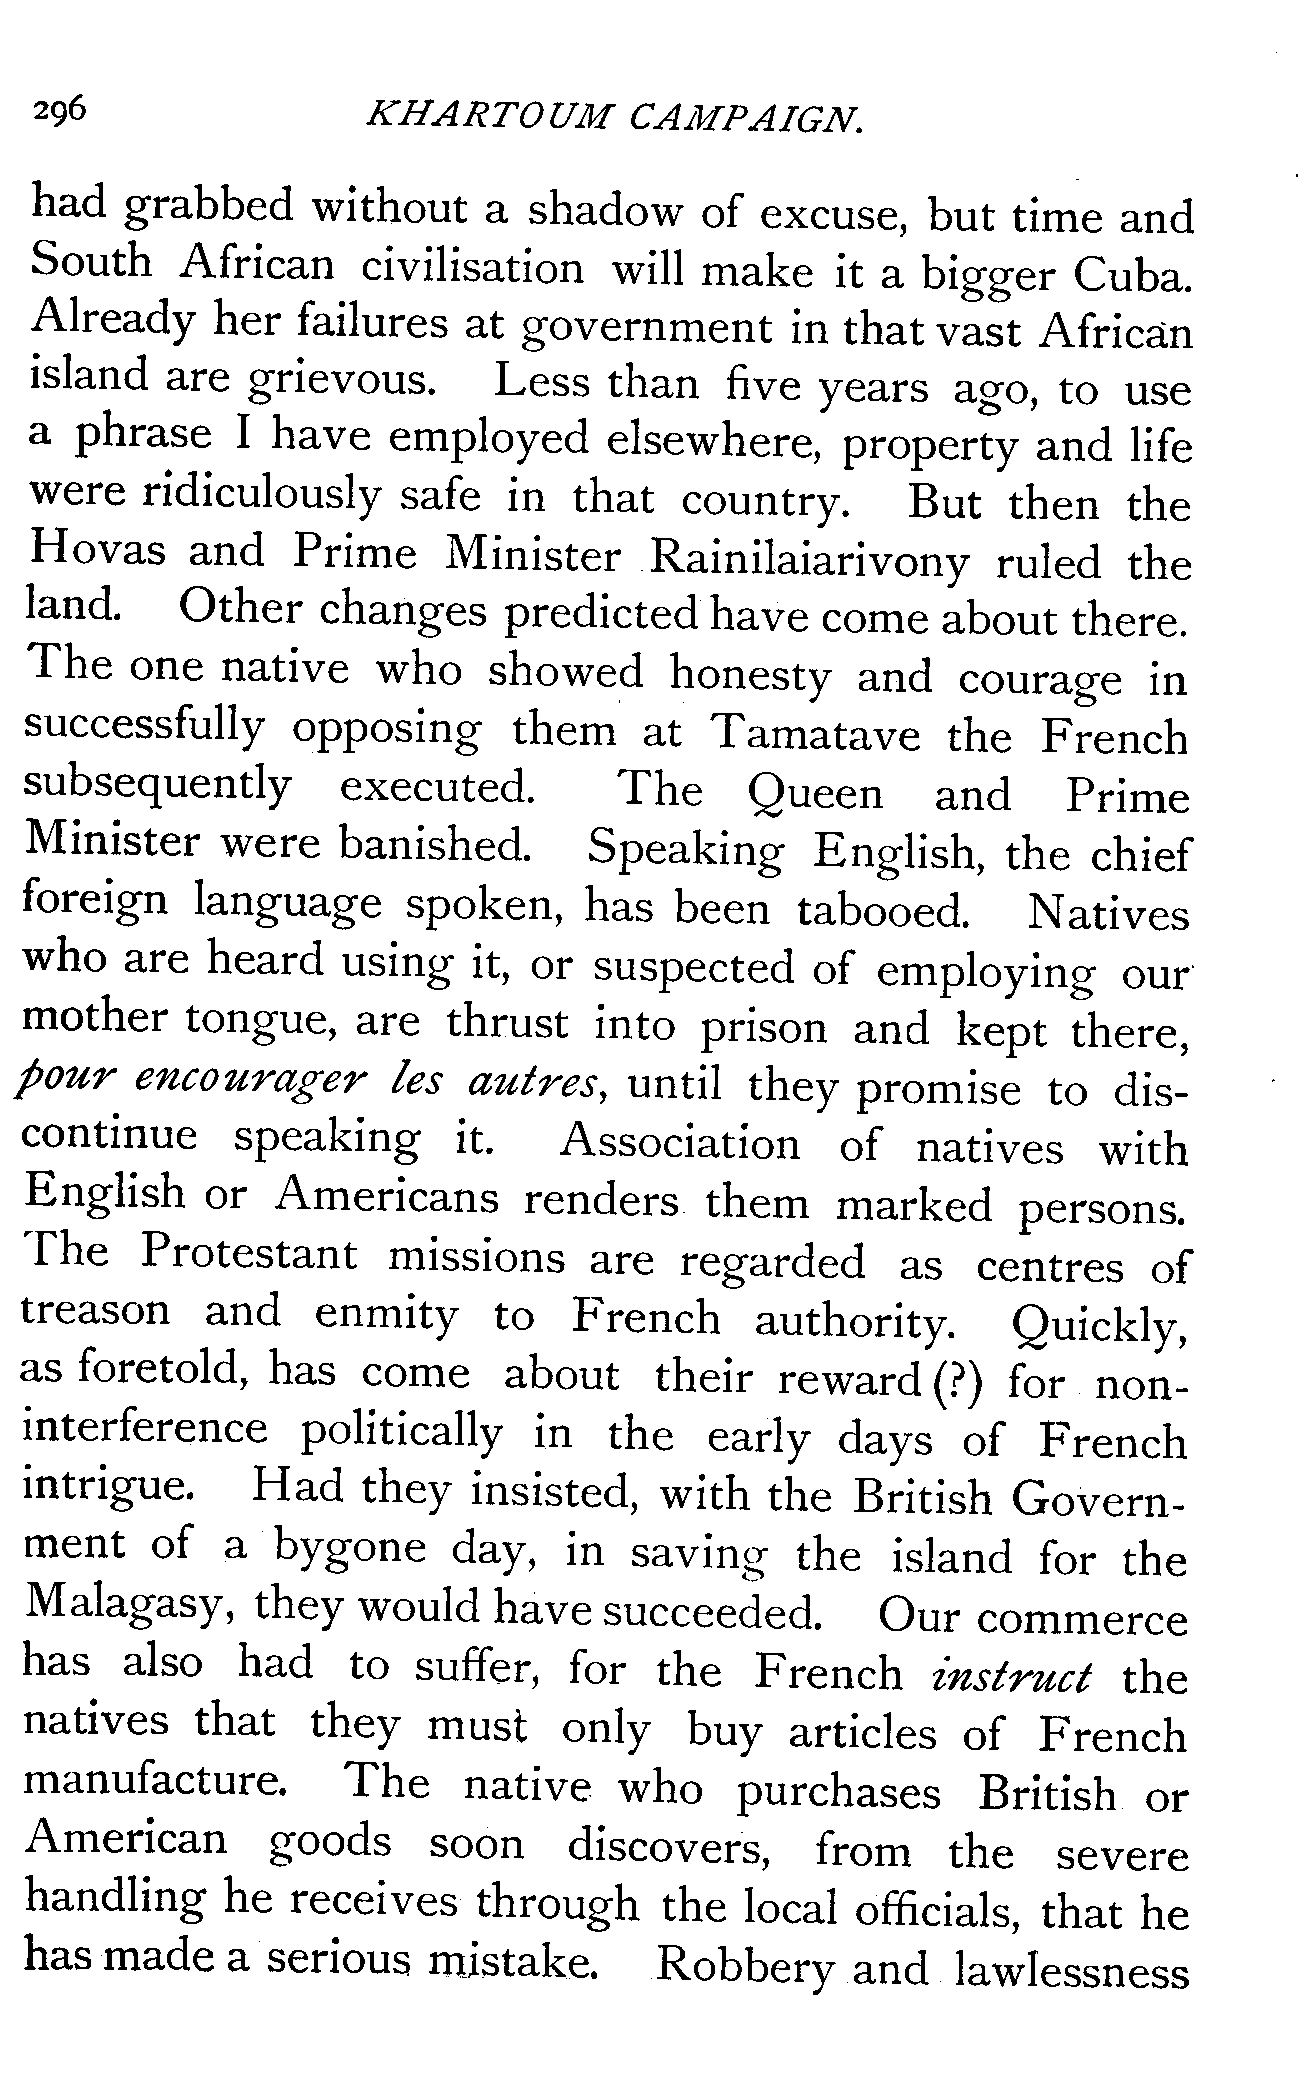 296 KHARTOUM CAMPAIGN.
had grabbed without a shadow of excuse, but time and
South African civilisation will make it a bigger Cuba.
Already her failures at government in that vast African
island are grievous. Less than five years ago, to use
a phrase I have employed elsewhere, property and life
were ridiculously safe in that country. But then the
Hovas and Prime Minister Rainilaiarivony ruled the
land. Other changes predicted have come about there.
The one native who showed honesty and courage in
successfully opposing them at Tamatave the French
subsequently executed. The Queen and Prime
Minister were banished. Speaking English, the chief
foreign language spoken, has been tabooed. Natives
who are heard using it, or suspected of employing our
mother tongue, are thrust into prison and kept there,
pour encourager les autres, until they promise to dis-
continue speaking it. Association of natives with
English or Americans renders them marked persons.
The Protestant missions are regarded as centres of
treason and enmity to French authority. Quickly,
as foretold, has come about their reward (?) for non-
interference politically in the early days of French
intrigue. Had they insisted, with the British Govern-
ment of a bygone day, in saving the island for the
Malagasy, they would have succeeded. Our commerce
has also had to suffer, for the French instruct the
natives that they must only buy articles of French
manufacture. The native who purchases British or
American goods soon discovers, from the severe
handling he receives through the local officials, that he
has made a serious mistake. Robbery and lawlessness